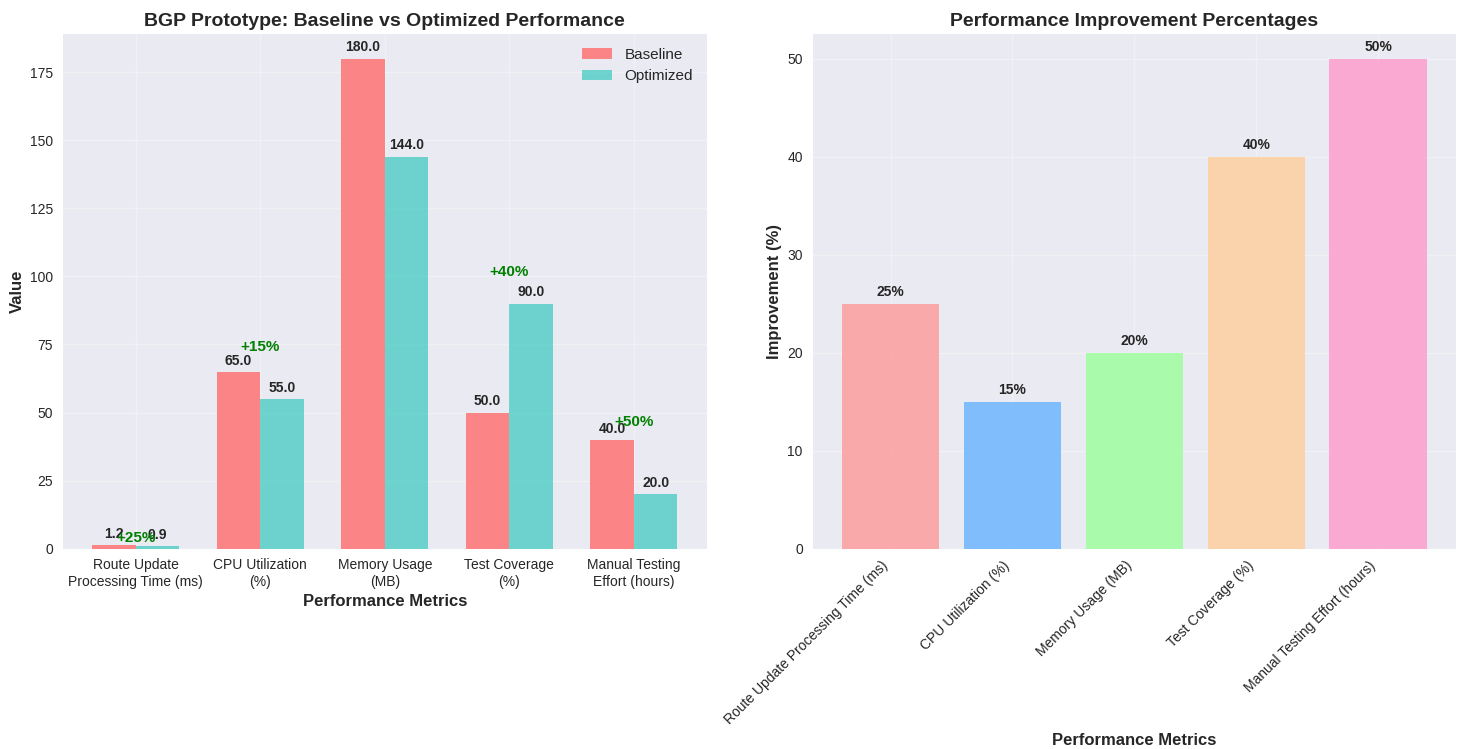 BGP Prototype: Baseline vs Optimized Performance
Baseline
Optimized
Value
175
150
125
100
75
50
25
0
1.2
0.9
+25%
65.0
55.0
+15%
180.0
144.0
50.0
90.0
+40%
40.0
20.0
+50%
Route Update
Processing Time (ms)
CPU Utilization
(%)
Memory Usage
(MB)
Test Coverage
(%)
Manual Testing
Effort (hours)
Performance Metrics
Performance Improvement Percentages
Improvement (%)
50
40
30
20
10
0
25%
15%
20%
40%
50%
Route Update Processing Time (ms)
CPU Utilization (%)
Memory Usage (MB)
Test Coverage (%)
Manual Testing Effort (hours)
Performance Metrics